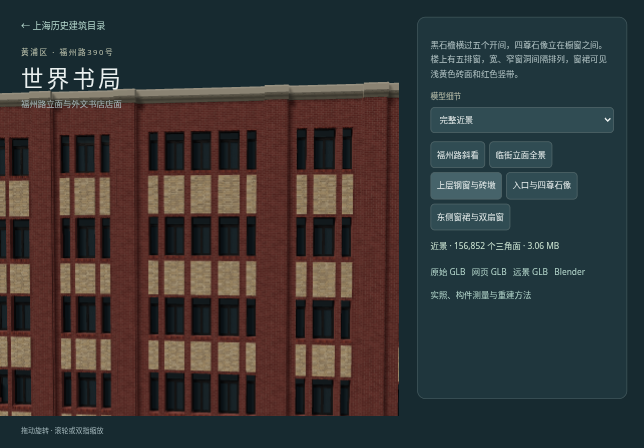 ← 上海历史建筑目录
黄浦区 · 福州路390号
世界书局
福州路立面与外文书店店面
黑石檐横过五个开间，四尊石像立在橱窗之间。
楼上有五排窗，宽、窄窗洞间隔排列，窗裙可见
浅黄色砖面和红色竖带。
模型细节
完整近景
福州路斜看
临街立面全景
上层钢窗与砖墩
入口与四尊石像
东侧窗裙与双扇窗
近景 · 156,852 个三角面 · 3.06 MB
原始 GLB 网页 GLB 远景 GLB Blender
实照、构件测量与重建方法
拖动旋转 · 滚轮或双指缩放